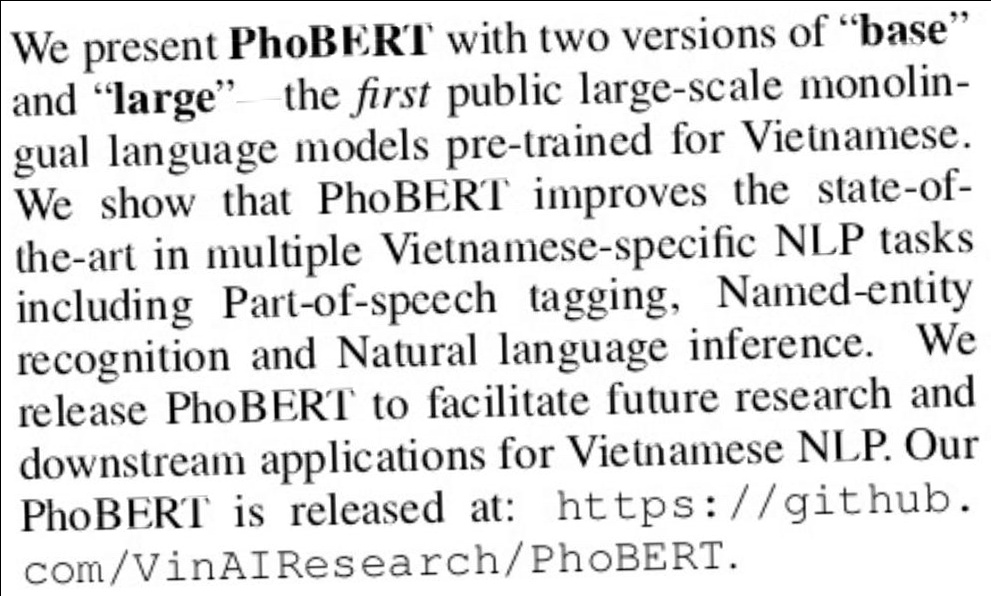 We present PhoBERT with two versions of “base”
and “large”—the first public large-scale monolin-
gual language models pre-trained for Vietnamese.
We show that PhoBERT improves the state-of-
the-art in multiple Vietnamese-specific NLP tasks
including Part-of-speech tagging, Named-entity
recognition and Natural language inference. We
release PhoBERT to facilitate future research and
downstream applications for Vietnamese NLP. Our
PhoBERT is released at: https://github.
com/VinAIResearch/PhoBERT.